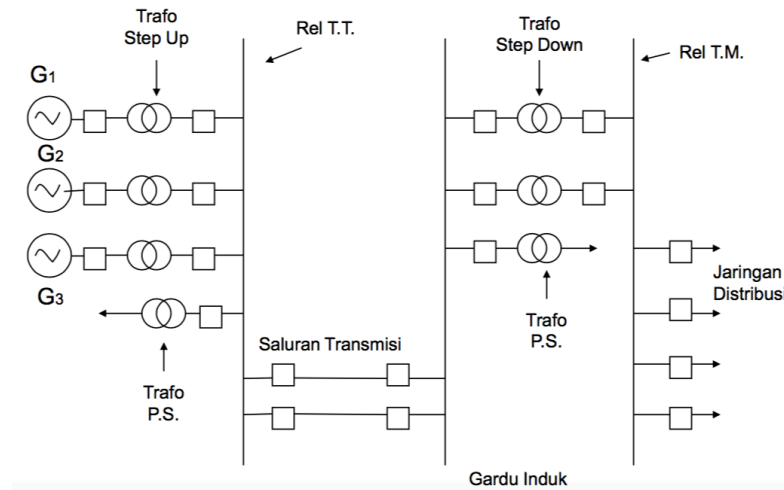 Trafo
Step Up
Rel T.T.
Trafo
Step Down
Rel T.M.
G1
G2
G3
Jaringan
Distribusi
Trafo
P.S.
Saluran Transmisi
Trafo
P.S.
Gardu Induk